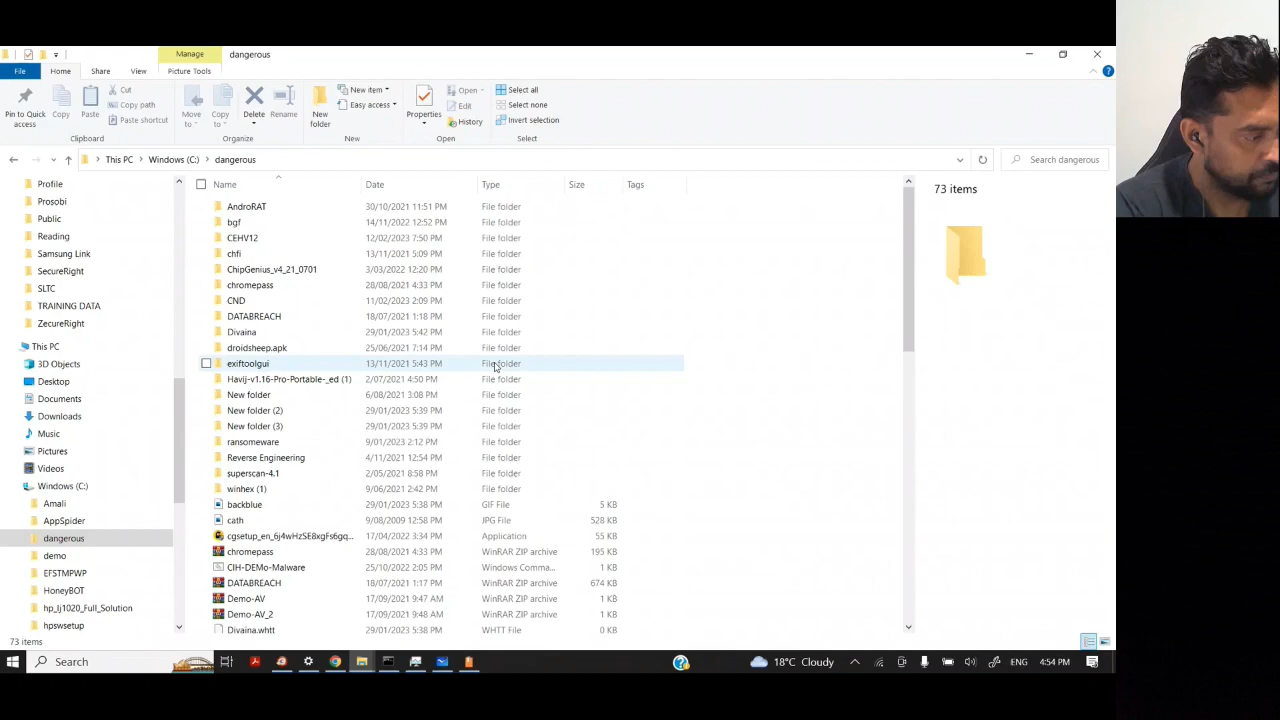 Manage
dangerous
File
Home
Share
View
Picture Tools
Pin to Quick access
Copy
Paste
Cut
Copy path
Paste shortcut
Clipboard
Move to
Copy to
Delete
Rename
Organize
New folder
New item
Easy access
New
Properties
Open
Edit
History
Open
Select all
Select none
Invert selection
Select
This PC
Windows (C:)
dangerous
Search dangerous
Profile
Prosobi
Public
Reading
Samsung Link
SecureRight
SLTC
TRAINING DATA
ZecureRight
This PC
3D Objects
Desktop
Documents
Downloads
Music
Pictures
Videos
Windows (C:)
Amali
AppSpider
dangerous
demo
EFSTMPWP
HoneyBOT
hp_lj1020_Full_Solution
hpswsetup
Name Date Type Size Tags
AndroRAT 30/10/2021 11:51 PM File folder
bgf 14/11/2022 12:52 PM File folder
CEHV12 12/02/2023 7:50 PM File folder
chfi 13/11/2021 5:09 PM File folder
ChipGenius_v4_21_0701 3/03/2022 12:20 PM File folder
chromepass 28/08/2021 4:33 PM File folder
CND 11/02/2023 2:09 PM File folder
DATABREACH 18/07/2021 1:18 PM File folder
Divaina 29/01/2023 5:42 PM File folder
droidsheep.apk 25/06/2021 7:14 PM File folder
exiftoolgui 13/11/2021 5:43 PM File folder
Havij-v1.16-Pro-Portable-_ed (1) 2/07/2021 4:50 PM File folder
New folder 6/08/2021 3:08 PM File folder
New folder (2) 29/01/2023 5:39 PM File folder
New folder (3) 29/01/2023 5:39 PM File folder
ransomeware 9/01/2023 2:12 PM File folder
Reverse Engineering 4/11/2021 12:54 PM File folder
superscan-4.1 2/05/2021 8:58 PM File folder
winhex (1) 9/06/2021 2:42 PM File folder
backblue 29/01/2023 5:38 PM GIF File 5 KB
cath 9/08/2009 12:58 PM JPG File 528 KB
cgsetup_en_6j4wHzSE8xgFs6gq... 17/04/2022 3:34 PM Application 55 KB
chromepass 28/08/2021 4:33 PM WinRAR ZIP archive 195 KB
CIH-DEMo-Malware 25/10/2022 2:05 PM Windows Comma...
DATABREACH 18/07/2021 1:17 PM WinRAR ZIP archive 674 KB
Demo-AV 17/09/2021 9:47 AM WinRAR ZIP archive 1 KB
Demo-AV_2 17/09/2021 9:48 AM WinRAR ZIP archive 1 KB
Divaina.whtt 29/01/2023 5:38 PM WHTT File 0 KB
73 items
73 items
Search
18°C Cloudy
ENG
4:54 PM